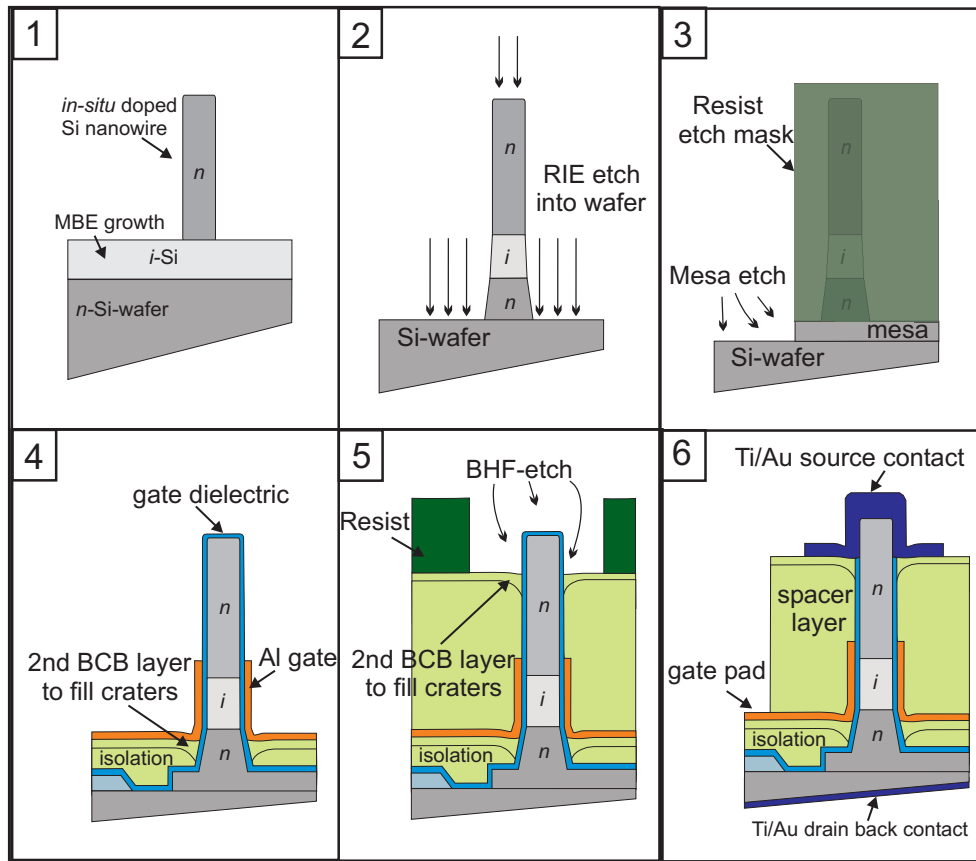 1
in-situ doped
Si nanowire
n
MBE growth
i-Si
n-Si-wafer
2
n
RIE etch
into wafer
i
n
Si-wafer
3
Resist
etch mask
n
i
Mesa etch
n
mesa
Si-wafer
4
gate dielectric
n
2nd BCB layer
to fill craters
Al gate
i
isolation
n
5
BHF-etch
Resist
n
2nd BCB layer
to fill craters
i
isolation
n
6
Ti/Au source contact
n
spacer
layer
gate pad
i
isolation
n
Ti/Au drain back contact